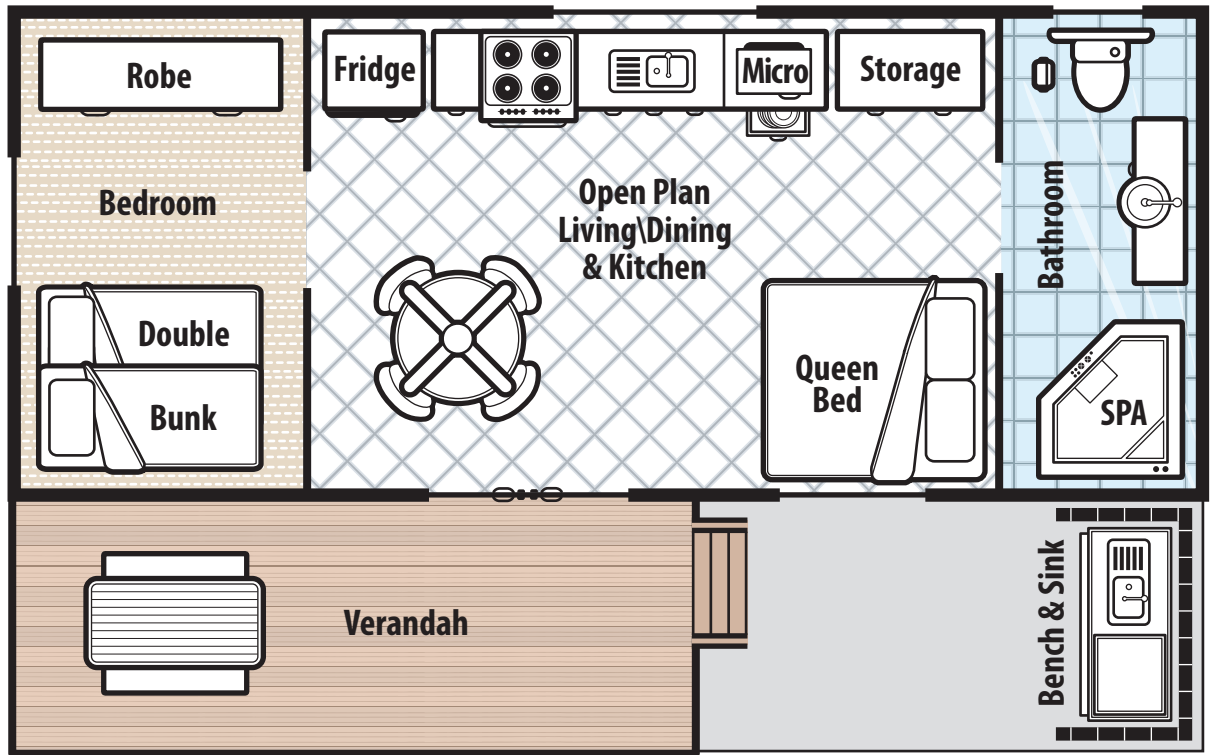 Robe
Fridge
Micro
Storage
Bedroom
Open Plan
Living\Dining
& Kitchen
Bathroom
Double
Bunk
Queen
Bed
SPA
Verandah
Bench & Sink